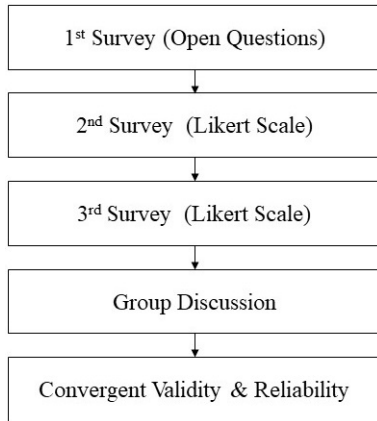 1st Survey (Open Questions)
2nd Survey (Likert Scale)
3rd Survey (Likert Scale)
Group Discussion
Convergent Validity & Reliability